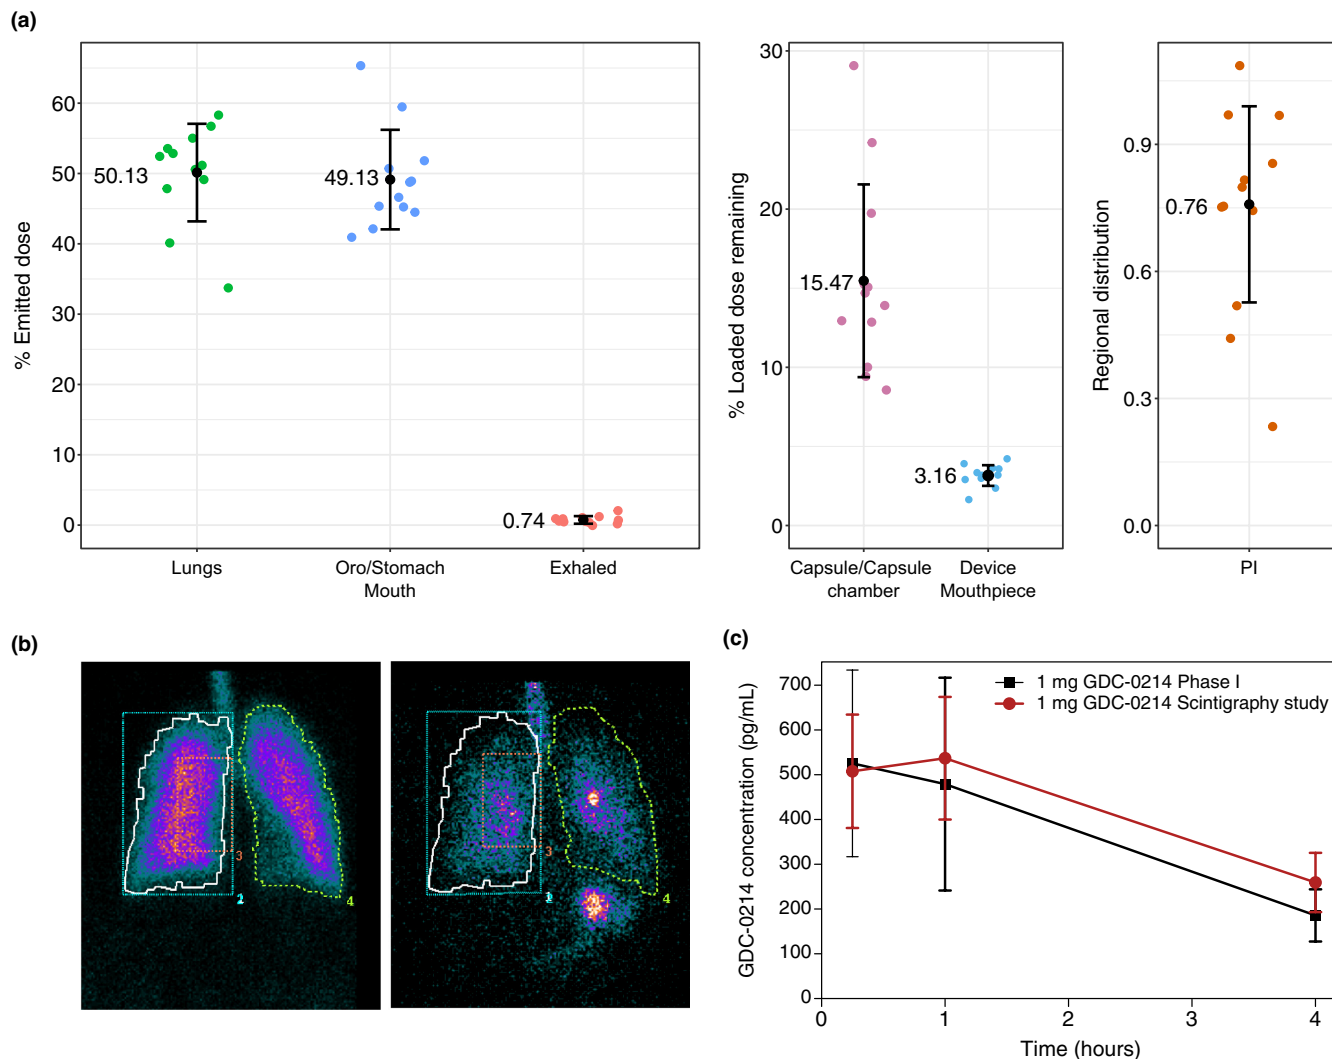 (a)
% Emitted dose
60
50
40
30
20
10
0
50.13
49.13
0.74
Lungs
Oro/Stomach
Mouth
Exhaled
% Loaded dose remaining
30
20
10
0
15.47
3.16
Capsule/Capsule
chamber
Device
Mouthpiece
Regional distribution
0.9
0.6
0.3
0.0
0.76
PI
(b)
3
4
3
1
4
(c)
GDC-0214 concentration (pg/mL)
700
600
500
400
300
200
100
0
1 mg GDC-0214 Phase I
1 mg GDC-0214 Scintigraphy study
0 1 2 3 4
Time (hours)